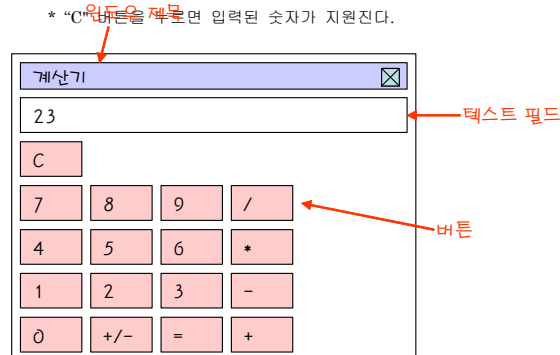 * “C" 버튼을 누르면 입력된 숫자가 지원진다.
윈도우 제목
계산기
23
텍스트 필드
C
7 8 9 /
버튼
4 5 6 *
1 2 3 -
0 +/- = +